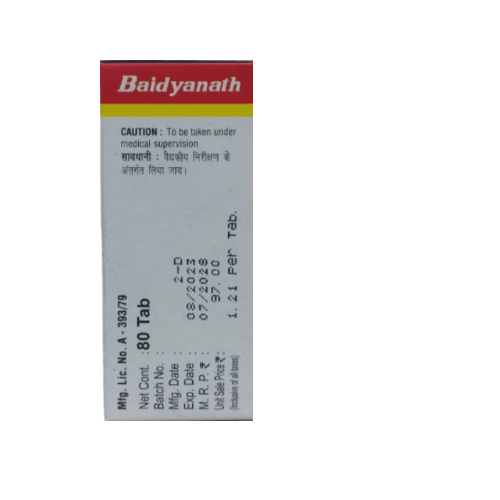 Baidyanath
CAUTION : To be taken under
medical supervision
सावधानी : वैद्यकीय निरीक्षण के
अंतर्गत लिया जाय।
Mfg. Lic. No. A - 393/79
Net Cont. : 80 Tab
Batch No. : 2-D
Mfg. Date : 08/2023
Exp. Date : 07/2028
M. R. P. ₹ : 97.00
Unit Sale Price ₹ : 1.21 Per Tab.
(Inclusive of all taxes)